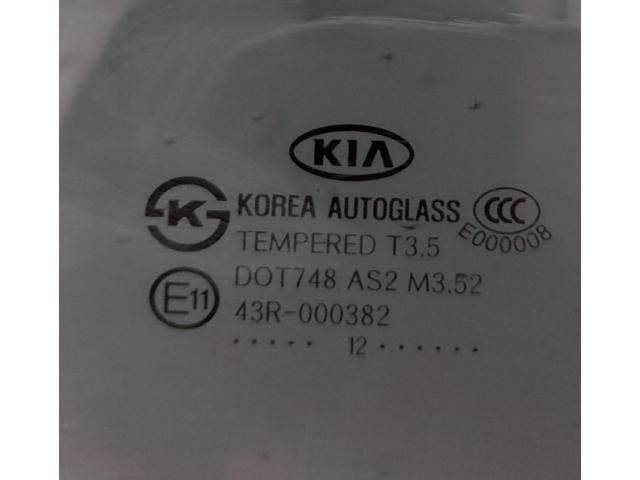 KIA
K KOREA AUTOGLASS CCC
E000008
TEMPERED T3.5
DOT748 AS2 M3.52
E11 43R-000382
····· 12 ······